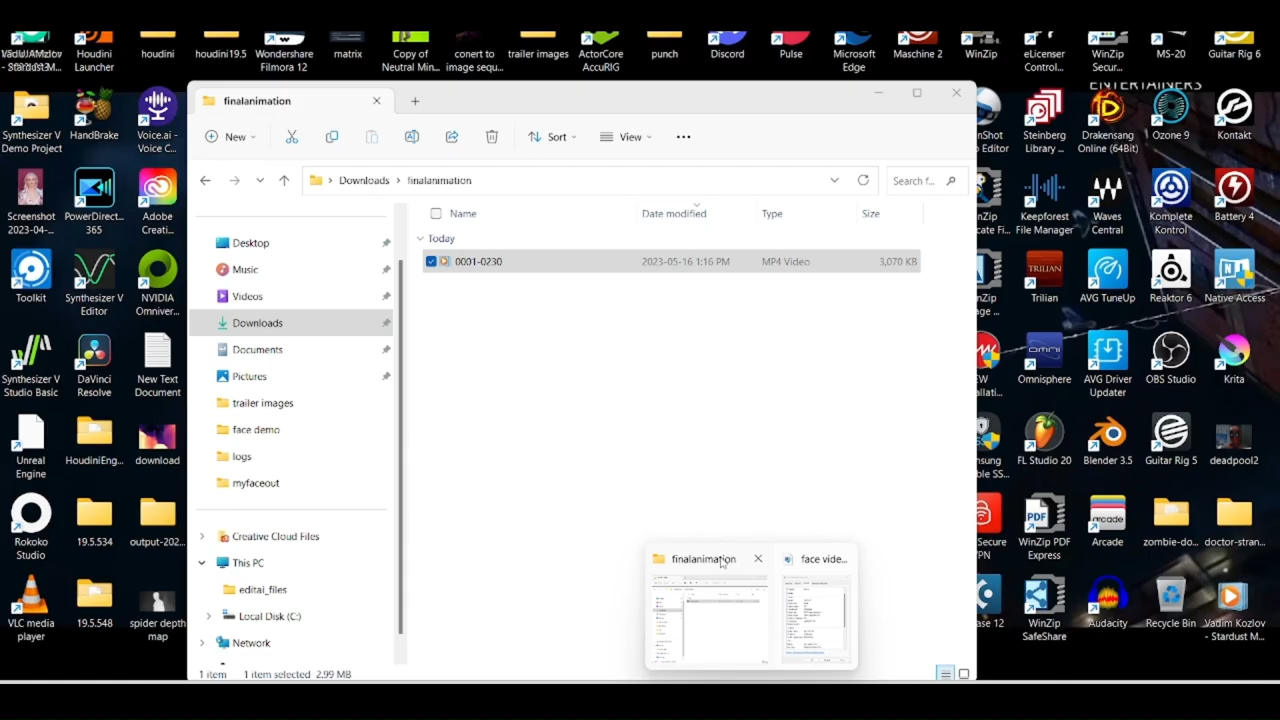 Houdini
Launcher
houdini
houdini19.5
Wondershare
Filmora 12
matrix
Copy of
Neutral Min...
conert to
image sequ...
trailer images
ActorCore
AccuRIG
punch
Discord
Pulse
Microsoft
Edge
Maschine 2
WinZip
eLicenser
Control...
WinZip
Secur...
MS-20
Guitar Rig 6
ENTERTAINERS
finalanimation
New
Sort
View
Downloads
finalanimation
Search f...
Name
Date modified
Type
Size
Today
0001-0230
2023-05-16 1:16 PM
MP4 Video
3,070 KB
Desktop
Music
Videos
Downloads
Documents
Pictures
trailer images
face demo
logs
myfaceout
Creative Cloud Files
This PC
editai_files
Local Disk (C:)
Network
1 item
1 item selected
2.99 MB
finalanimation
face vide...
Synthesizer V
Demo Project
HandBrake
Voice.ai -
Voice C...
Screenshot
2023-04-...
PowerDirect...
365
Adobe
Creati...
Toolkit
Synthesizer V
Editor
NVIDIA
Omniver...
Synthesizer V
Studio Basic
DaVinci
Resolve
New Text
Document
Unreal
Engine
HoudiniEng...
download
Rokoko
Studio
19.5.534
output-202...
VLC media
player
19.5.548
spider depth
map
Steinberg
Library ...
Drakensang
Online (64Bit)
Ozone 9
Kontakt
Keepforest
File Manager
Waves
Central
Komplete
Kontrol
Battery 4
TRILIAN
Trilian
AVG TuneUp
Reaktor 6
Native Access
OMNI
Omnisphere
AVG Driver
Updater
OBS Studio
Krita
FL Studio 20
Blender 3.5
Guitar Rig 5
deadpool2
PDF
WinZip PDF
Express
arcade
Arcade
zombie-do...
doctor-stran...
WinZip
SafeShare
Audacity
Recycle Bin
Vadim Kozlov
- Stardust M...